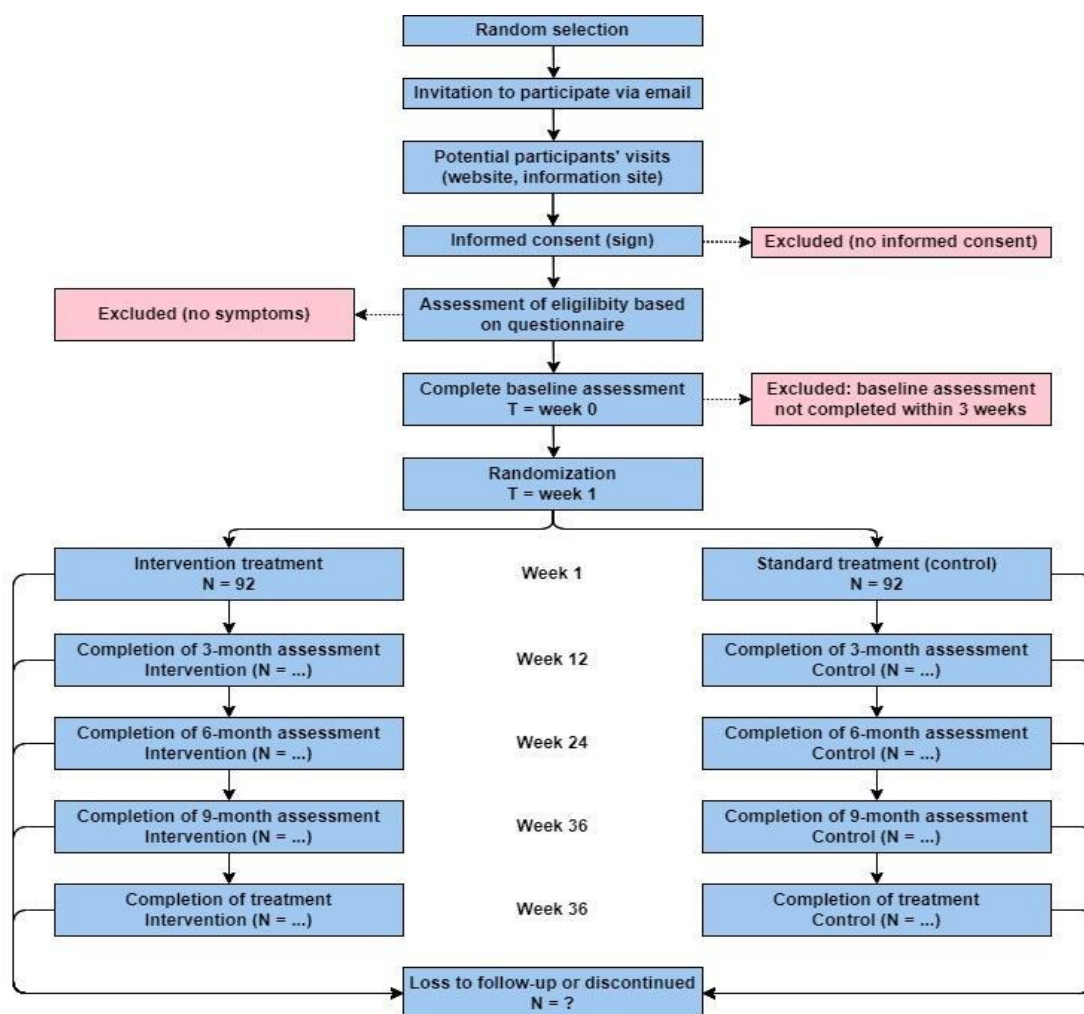 Random selection
Invitation to participate via email
Potential participants' visits
(website, information site)
Informed consent (sign)
Excluded (no informed consent)
Excluded (no symptoms)
Assessment of eligilibity based
on questionnaire
Complete baseline assessment
T = week 0
Excluded: baseline assessment
not completed within 3 weeks
Randomization
T = week 1
Intervention treatment
N = 92
Week 1
Standard treatment (control)
N = 92
Completion of 3-month assessment
Intervention (N = ...)
Week 12
Completion of 3-month assessment
Control (N = ...)
Completion of 6-month assessment
Intervention (N = ...)
Week 24
Completion of 6-month assessment
Control (N = ...)
Completion of 9-month assessment
Intervention (N = ...)
Week 36
Completion of 9-month assessment
Control (N = ...)
Completion of treatment
Intervention (N = ...)
Week 36
Completion of treatment
Control (N = ...)
Loss to follow-up or discontinued
N = ?